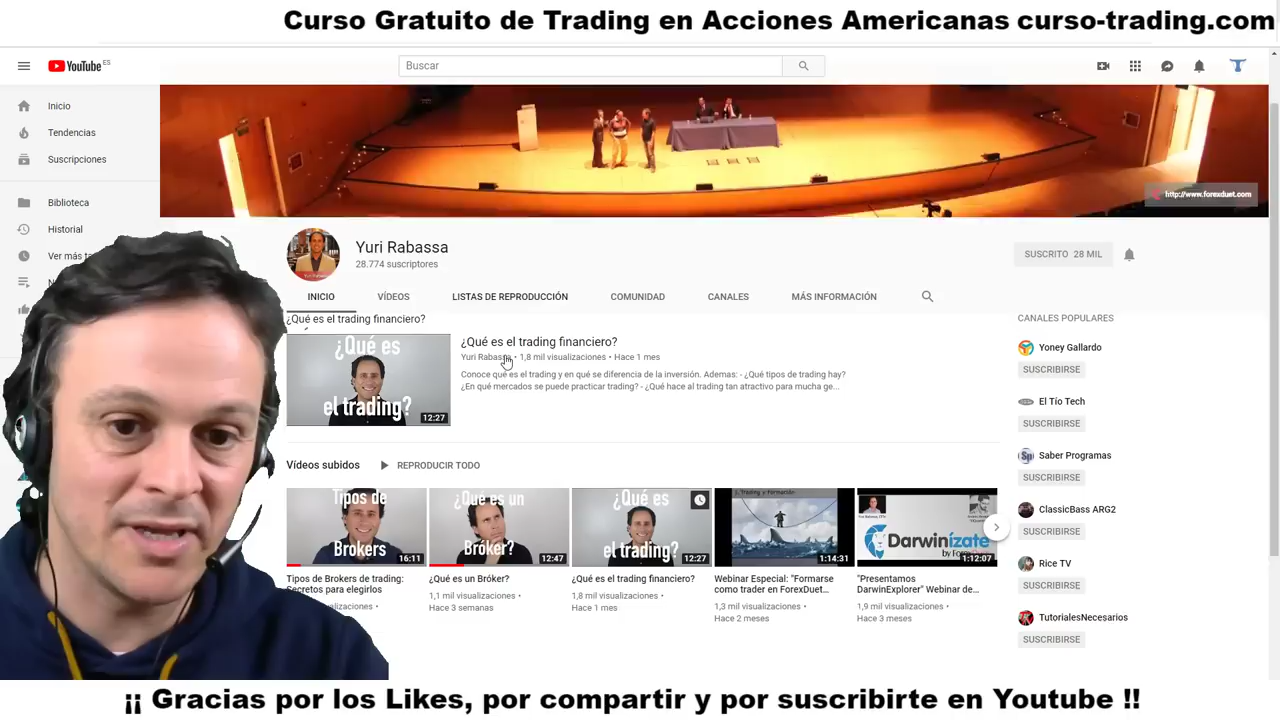 Curso Gratuito de Trading en Acciones Americanas curso-trading.com
YouTube ES
Buscar
Inicio
Tendencias
Suscripciones
Biblioteca
Historial
Ver más
http://www.forexduet.com
Yuri Rabassa
28.774 suscriptores
SUSCRITO 28 MIL
INICIO VÍDEOS LISTAS DE REPRODUCCIÓN COMUNIDAD CANALES MÁS INFORMACIÓN
¿Qué es el trading financiero?
¿Qué es
el trading?
12:27
¿Qué es el trading financiero?
Yuri Rabassa • 1,8 mil visualizaciones • Hace 1 mes
Conoce qué es el trading y en qué se diferencia de la inversión. Ademas: - ¿Qué tipos de trading hay?
¿En qué mercados se puede practicar trading? - ¿Qué hace al trading tan atractivo para mucha ge...
CANALES POPULARES
Yoney Gallardo
SUSCRIBIRSE
El Tío Tech
SUSCRIBIRSE
Saber Programas
SUSCRIBIRSE
ClassicBass ARG2
SUSCRIBIRSE
Rice TV
SUSCRIBIRSE
TutorialesNecesarios
SUSCRIBIRSE
Vídeos subidos REPRODUCIR TODO
Tipos de
Brokers
16:11
Tipos de Brokers de trading:
Secretos para elegirlos
visualizaciones •
¿Qué es un
Bróker?
12:47
¿Qué es un Bróker?
1,1 mil visualizaciones •
Hace 3 semanas
¿Qué es
el trading?
12:27
¿Qué es el trading financiero?
1,8 mil visualizaciones •
Hace 1 mes
Trading y Formación
1:14:31
Webinar Especial: "Formarse
como trader en ForexDuet...
1,3 mil visualizaciones •
Hace 2 meses
Darwinízate
1:12:07
"Presentamos
DarwinExplorer" Webinar de...
1,9 mil visualizaciones •
Hace 3 meses
¡¡ Gracias por los Likes, por compartir y por suscribirte en Youtube !!